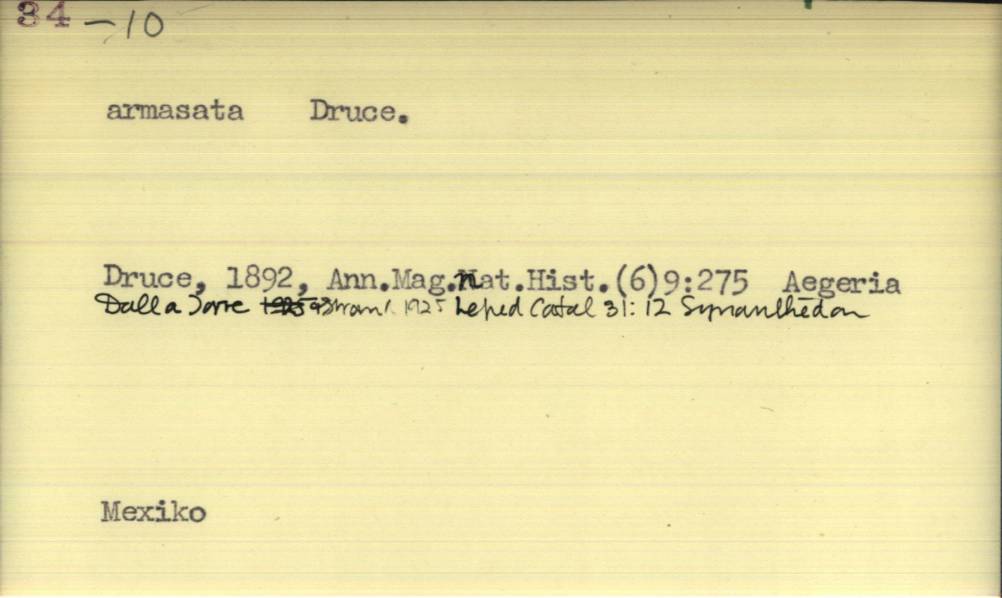 34 - 10
armasata Druce.
Druce, 1892, Ann.Mag.nat.Hist.(6)9:275 Aegeria
Dalla Torre & Strand. 1925 Lepid Catal 31: 12 Synanthedon
Mexiko